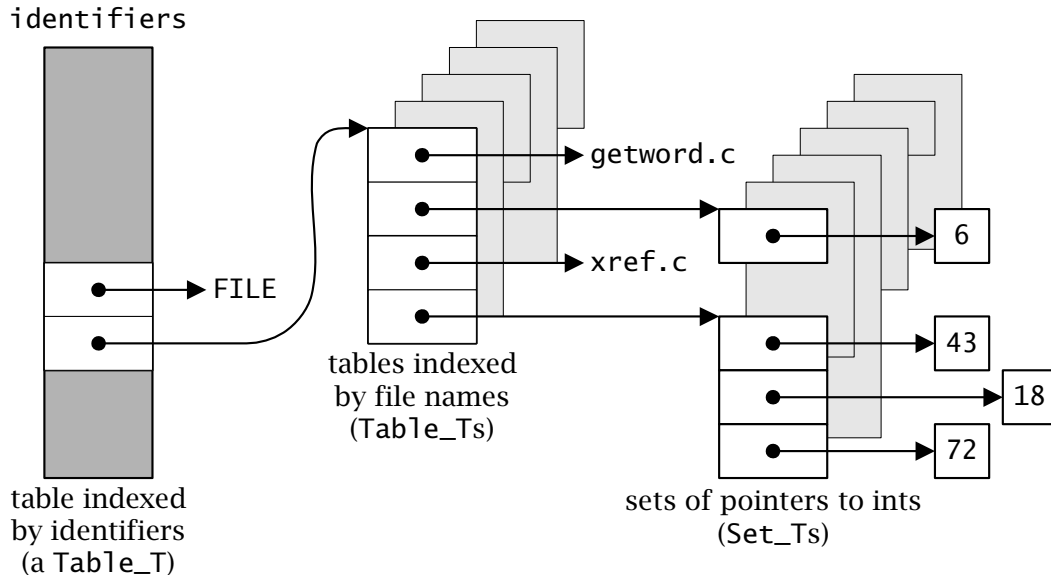 identifiers
getword.c
6
xref.c
FILE
43
tables indexed
by file names
(Table_Ts)
18
72
table indexed
by identifiers
(a Table_T)
sets of pointers to ints
(Set_Ts)